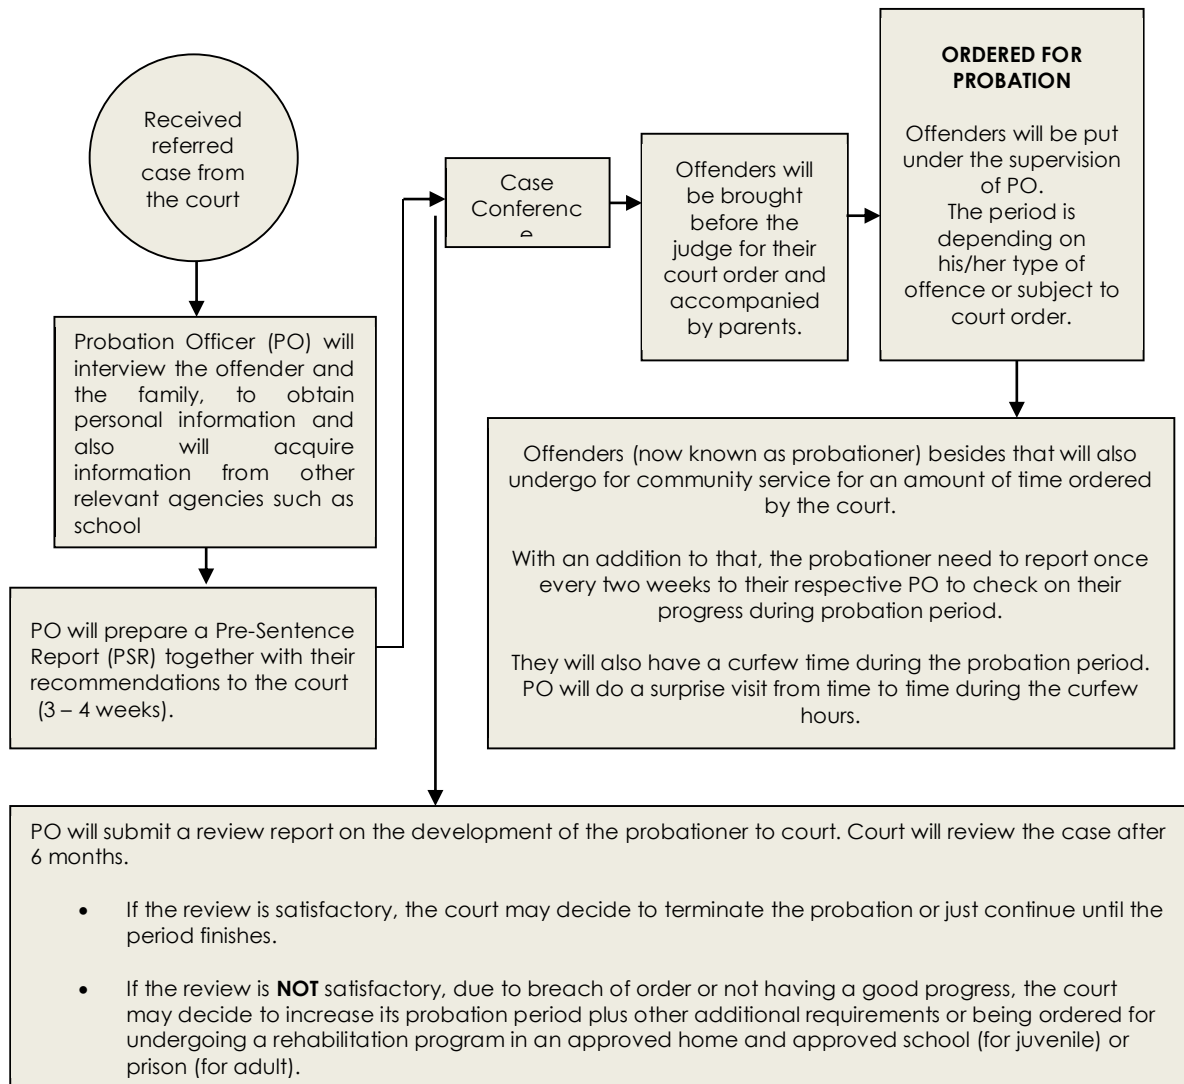 Received
referred
case from
the court
Probation Officer (PO) will
interview the offender and
the family, to obtain
personal information and
also will acquire
information from other
relevant agencies such as
school
PO will prepare a Pre-Sentence
Report (PSR) together with their
recommendations to the court
(3 – 4 weeks).
Case
Conferenc
e
Offenders will
be brought
before the
judge for their
court order and
accompanied
by parents.
ORDERED FOR
PROBATION
Offenders will be put
under the supervision
of PO.
The period is
depending on
his/her type of
offence or subject to
court order.
Offenders (now known as probationer) besides that will also
undergo for community service for an amount of time ordered
by the court.
With an addition to that, the probationer need to report once
every two weeks to their respective PO to check on their
progress during probation period.
They will also have a curfew time during the probation period.
PO will do a surprise visit from time to time during the curfew
hours.
PO will submit a review report on the development of the probationer to court. Court will review the case after
6 months.
• If the review is satisfactory, the court may decide to terminate the probation or just continue until the
period finishes.
• If the review is NOT satisfactory, due to breach of order or not having a good progress, the court
may decide to increase its probation period plus other additional requirements or being ordered for
undergoing a rehabilitation program in an approved home and approved school (for juvenile) or
prison (for adult).